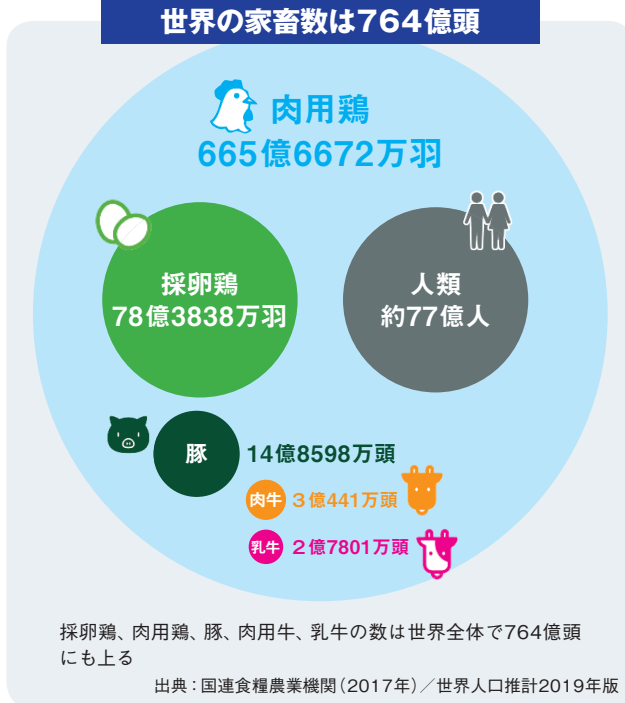 世界の家畜数は764億頭
肉用鶏
665億6672万羽
採卵鶏
78億3838万羽
人類
約77億人
豚
14億8598万頭
肉牛
3億441万頭
乳牛
2億7801万頭
採卵鶏、肉用鶏、豚、肉用牛、乳牛の数は世界全体で764億頭
にも上る
出典：国連食糧農業機関（2017年）／世界人口推計2019年版